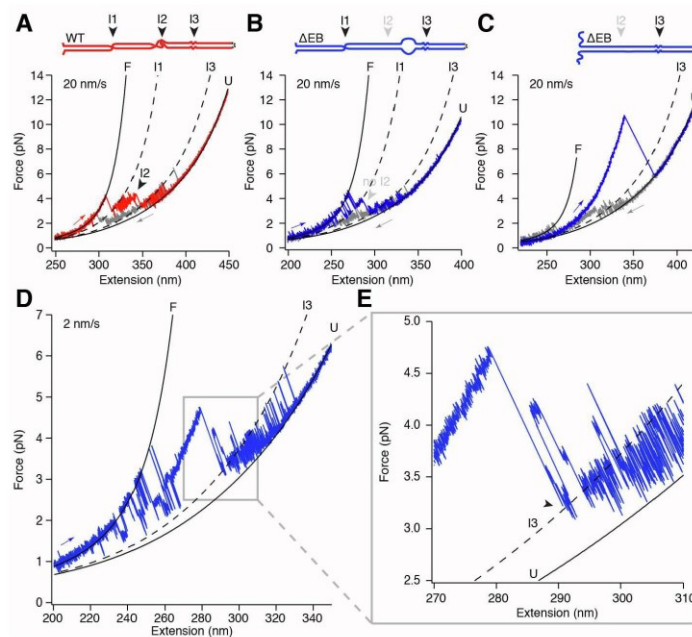 I1 I2 I3
A WT
20 nm/s F I1 I3 U
I2
Force (pN)
14
12
10
8
6
4
2
0
250 300 350 400 450
Extension (nm)
I1 I2 I3
B ΔEB
20 nm/s F I1 I3 U
no I2
Force (pN)
14
12
10
8
6
4
2
0
200 250 300 350 400
Extension (nm)
I2 I3
C ΔEB
20 nm/s F I3 U
Force (pN)
14
12
10
8
6
4
2
0
250 300 350 400
Extension (nm)
D
2 nm/s F I3 U
Force (pN)
7
6
5
4
3
2
1
0
200 220 240 260 280 300 320 340
Extension (nm)
E
I3
U
Force (pN)
5.0
4.5
4.0
3.5
3.0
2.5
270 280 290 300 310
Extension (nm)